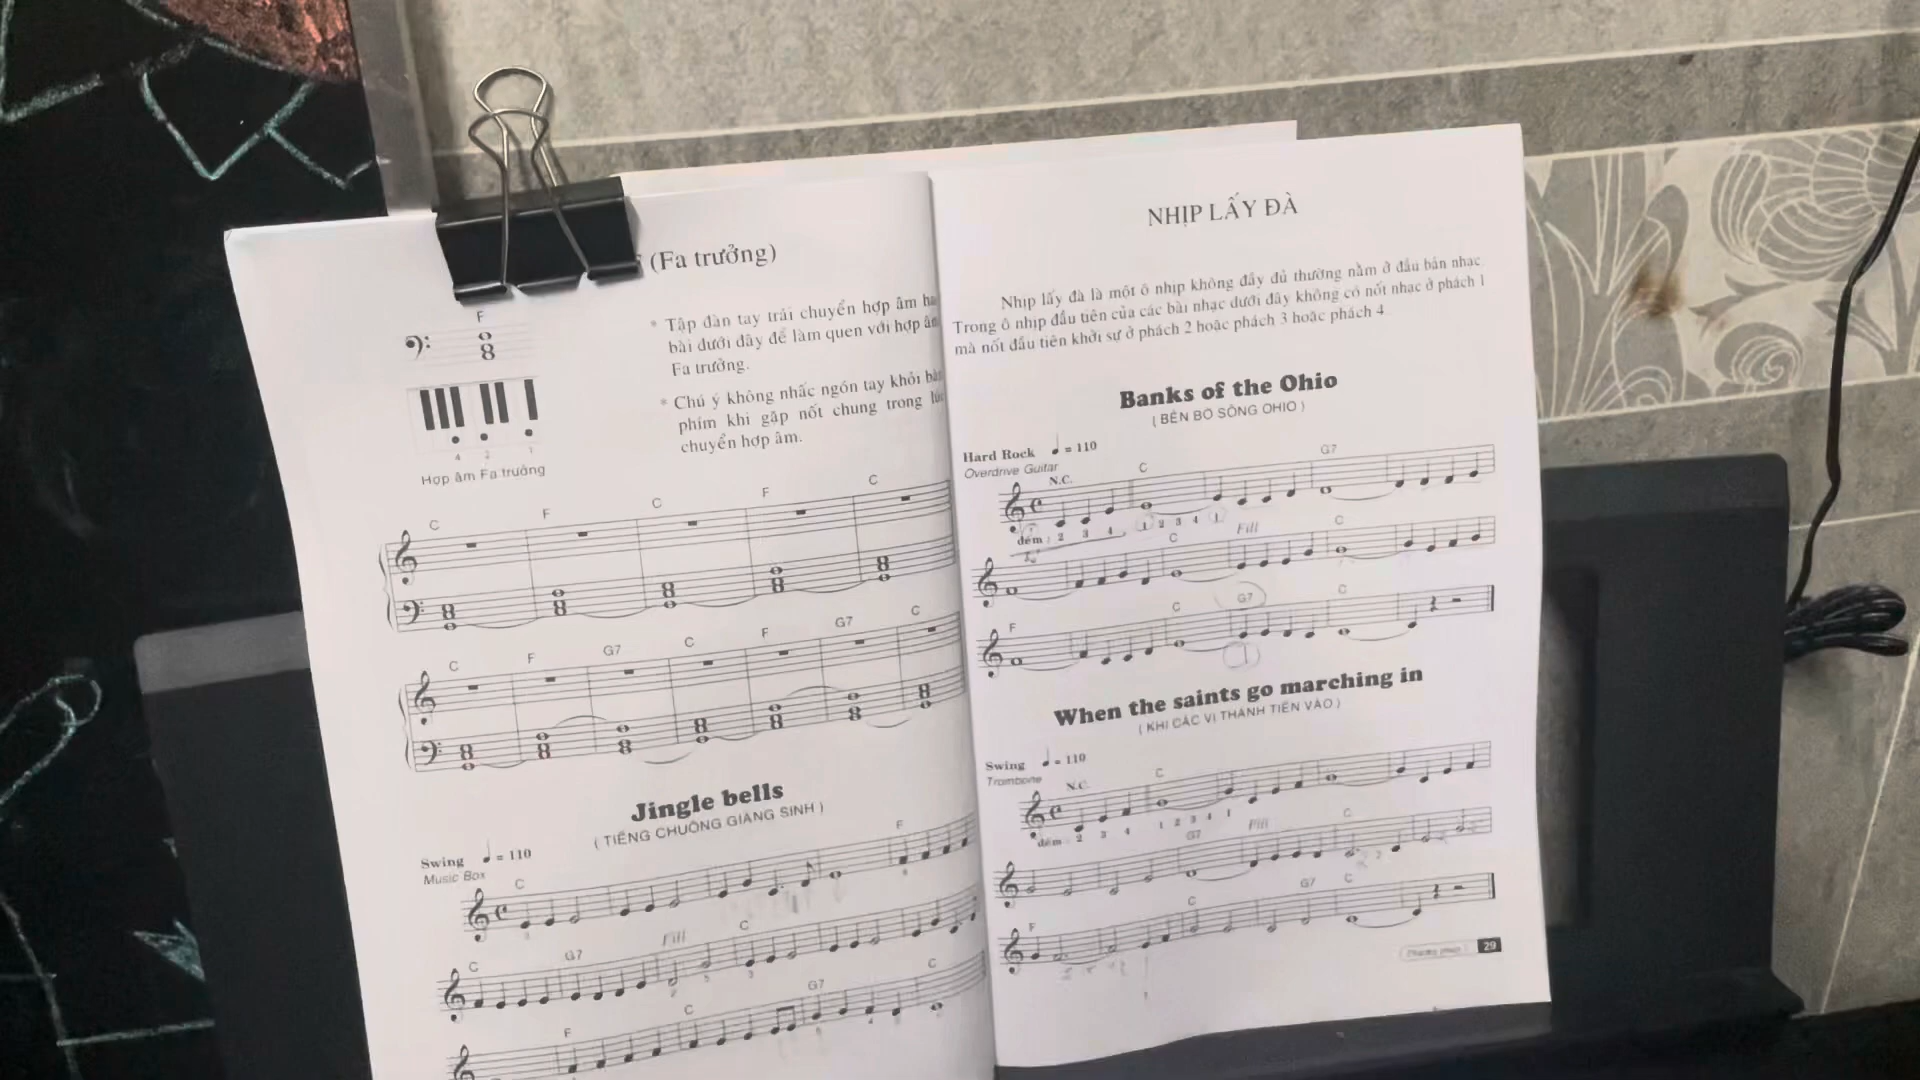 (Fa trưởng)
F
* Tập đàn tay trái chuyển hợp âm
bài dưới đây để làm quen với hợp âm
Fa trưởng.
* Chú ý không nhấc ngón tay khỏi
phím khi gặp nốt chung trong
chuyển hợp âm.
4 2 1
Hợp âm Fa trưởng
C F C F C
C F G7 C F G7 C
Jingle bells
( TIẾNG CHUÔNG GIÁNG SINH )
Swing ♩ = 110
Music Box
C F
C G7 Fill C
F C G7 C
NHỊP LẤY ĐÀ
Nhịp lấy đà là một ô nhịp không đầy đủ thường nằm ở đầu bản nhạc.
Trong ô nhịp đầu tiên của các bài nhạc dưới đây không có nốt nhạc ở phách 1
mà nốt đầu tiên khởi sự ở phách 2 hoặc phách 3 hoặc phách 4.
Banks of the Ohio
( BÊN BỜ SÔNG OHIO )
Hard Rock ♩ = 110
Overdrive Guitar
N.C. C G7
đếm : 2 3 4 1 2 3 4 1
C Fill C
F C G7 C
When the saints go marching in
( KHI CÁC VỊ THÁNH TIẾN VÀO )
Swing ♩ = 110
Trombone
N.C. C
đếm : 2 3 4 1 2 3 4 1
G7 Fill C
F C G7 C
29